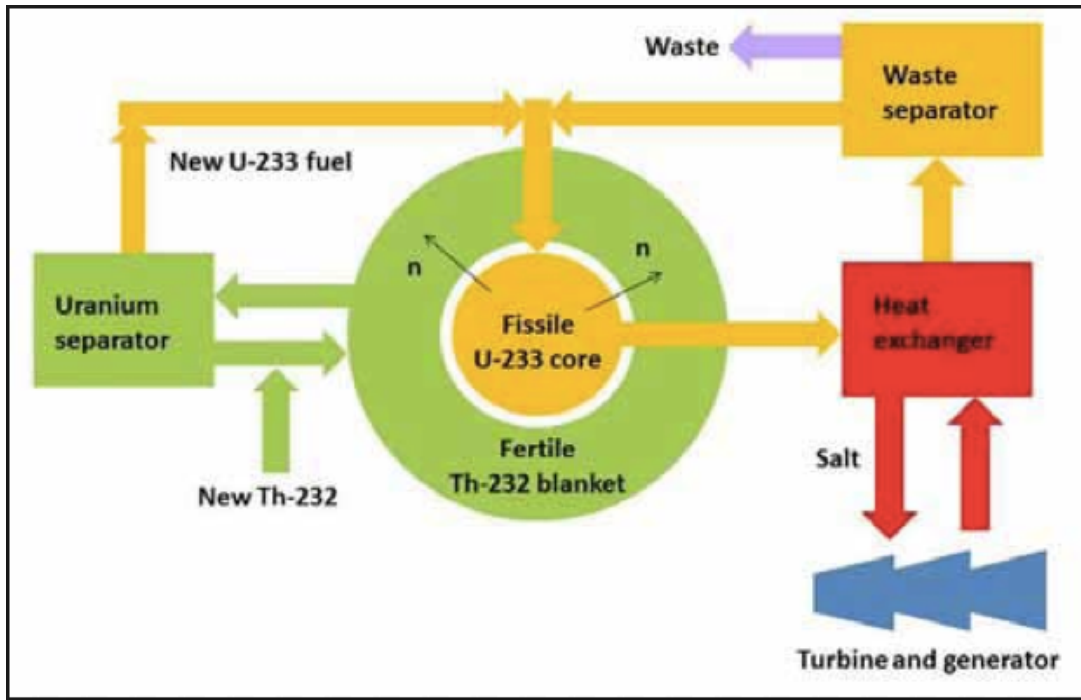 Waste
Waste
separator
New U-233 fuel
n
n
Uranium
separator
Fissile
U-233 core
Heat
exchanger
Fertile
Th-232 blanket
Salt
New Th-232
Turbine and generator